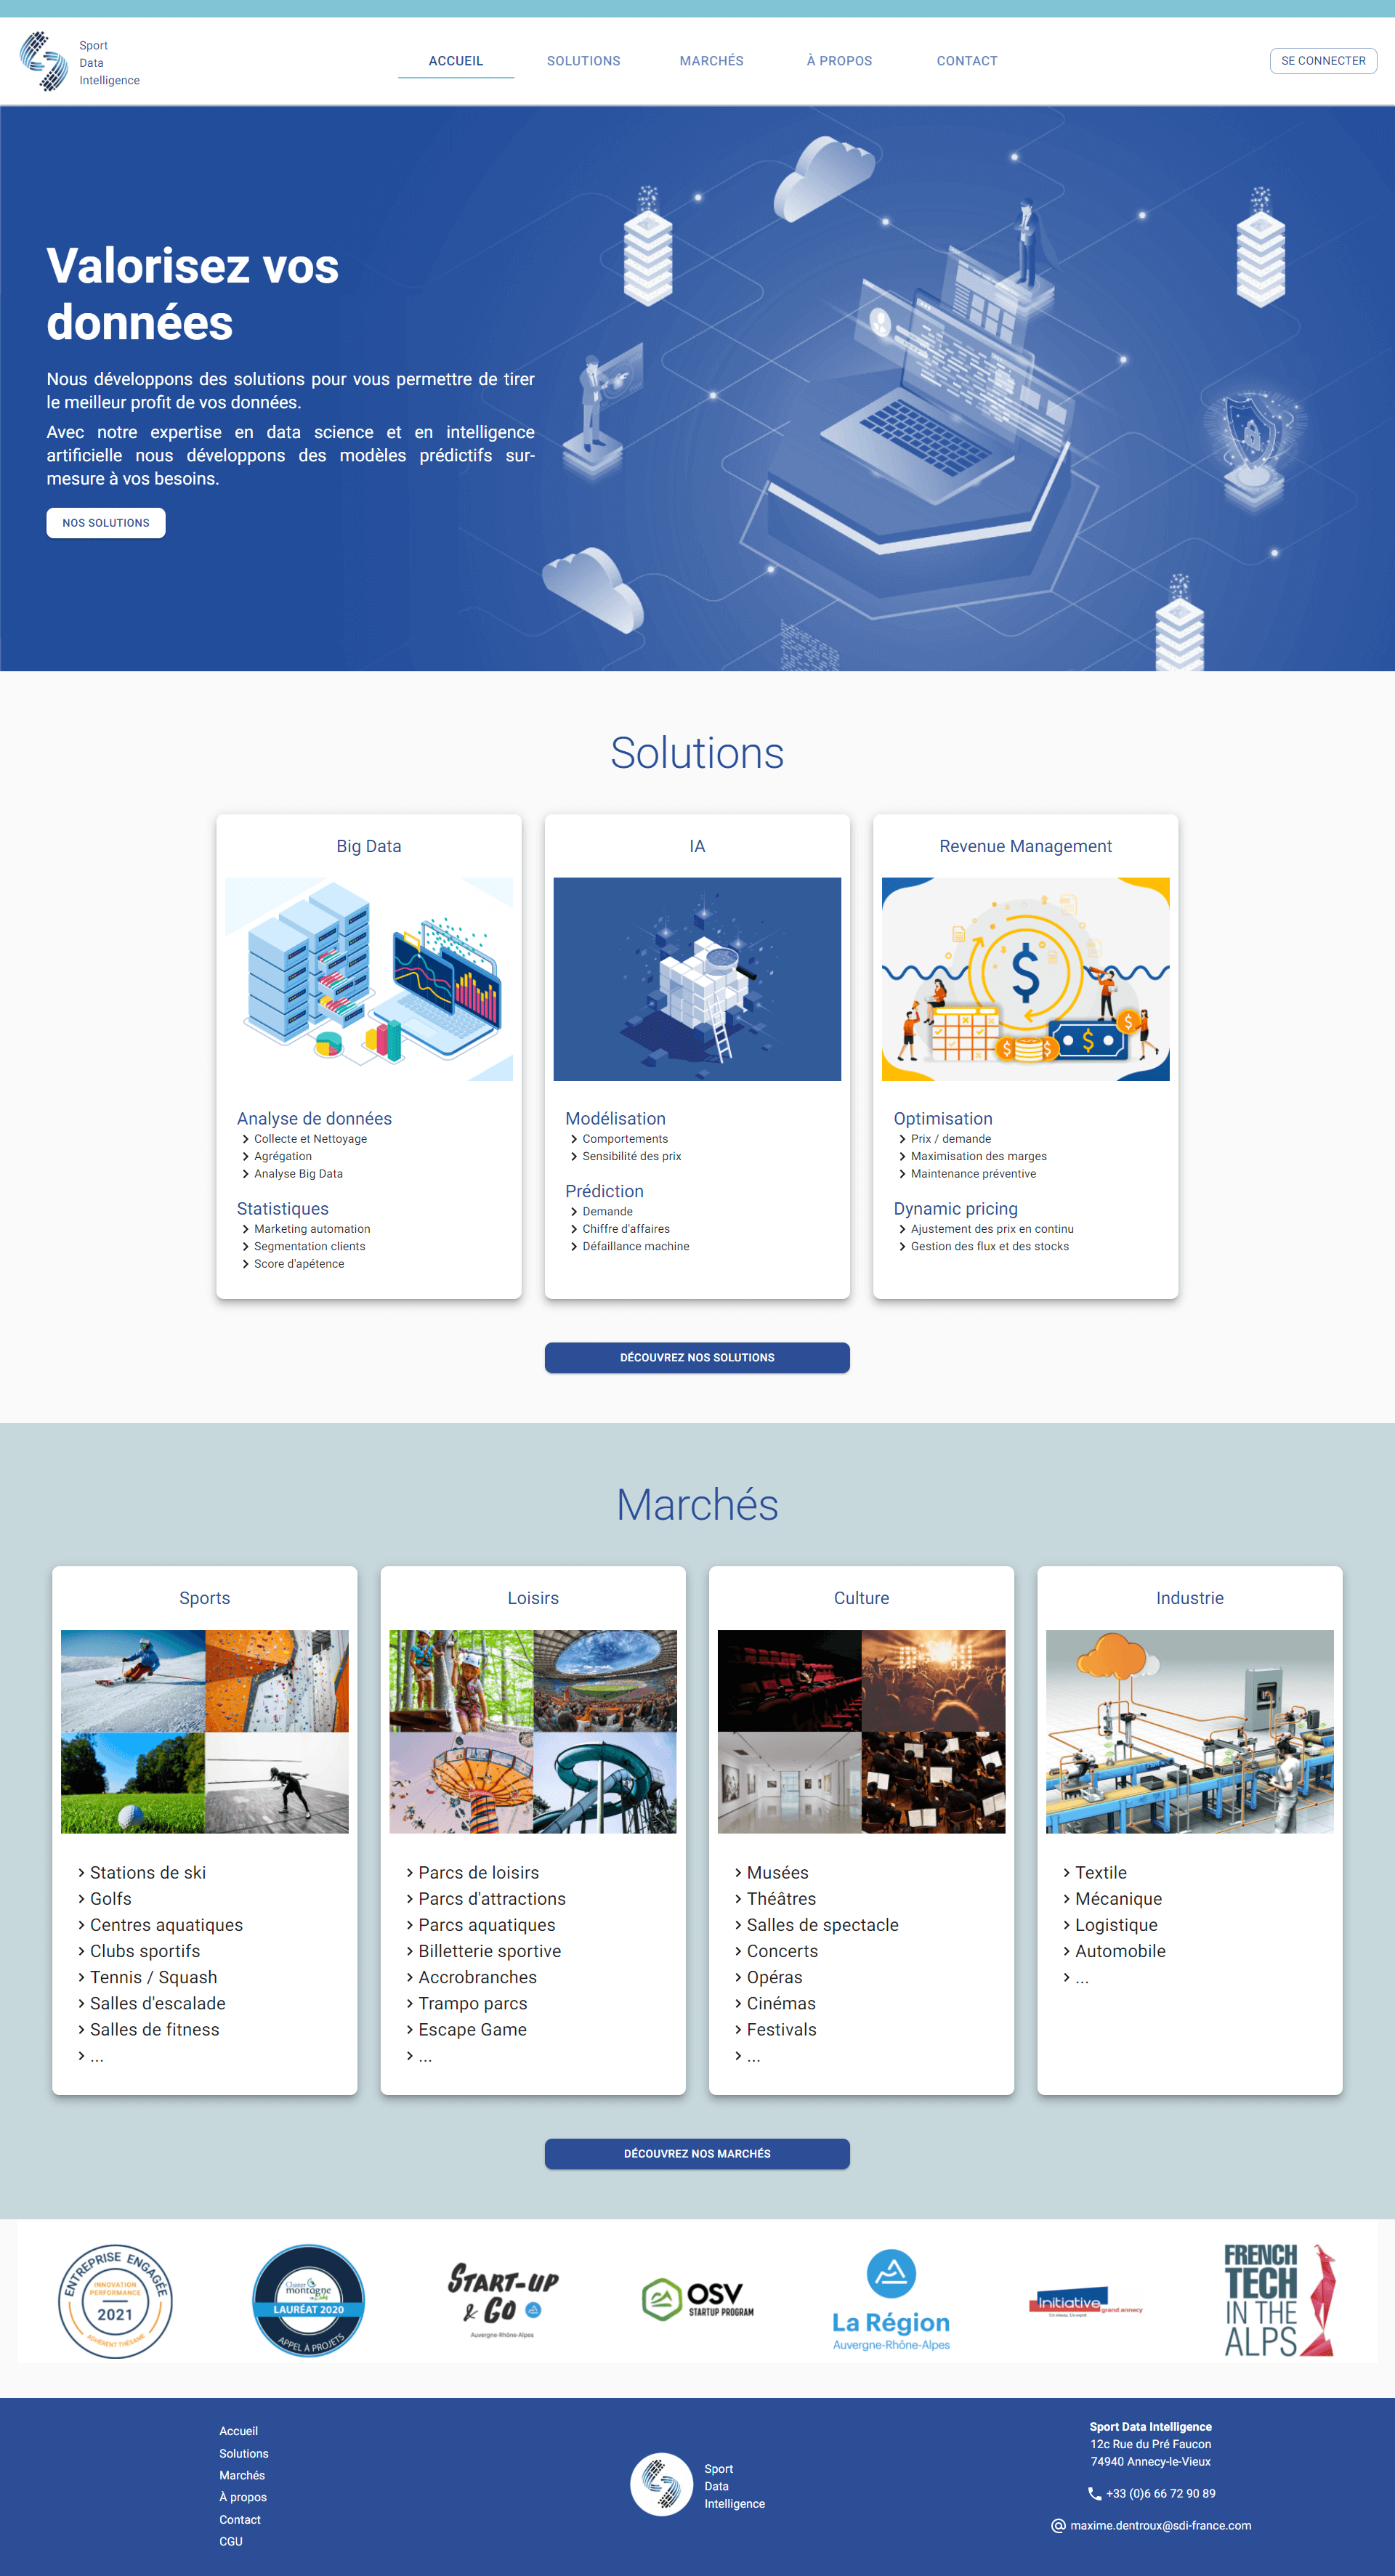 Sport
Data
Intelligence
ACCUEIL
SOLUTIONS
MARCHÉS
À PROPOS
CONTACT
SE CONNECTER
Valorisez vos
données
Nous développons des solutions pour vous permettre de tirer
le meilleur profit de vos données.
Avec notre expertise en data science et en intelligence
artificielle nous développons des modèles prédictifs sur-
mesure à vos besoins.
NOS SOLUTIONS
Solutions
Big Data
Analyse de données
Collecte et Nettoyage
Agrégation
Analyse Big Data
Statistiques
Marketing automation
Segmentation clients
Score d'apétence
IA
Modélisation
Comportements
Sensibilité des prix
Prédiction
Demande
Chiffre d'affaires
Défaillance machine
Revenue Management
Optimisation
Prix / demande
Maximisation des marges
Maintenance préventive
Dynamic pricing
Ajustement des prix en continu
Gestion des flux et des stocks
DÉCOUVREZ NOS SOLUTIONS
Marchés
Sports
Stations de ski
Golfs
Centres aquatiques
Clubs sportifs
Tennis / Squash
Salles d'escalade
Salles de fitness
...
Loisirs
Parcs de loisirs
Parcs d'attractions
Parcs aquatiques
Billetterie sportive
Accrobranches
Trampo parcs
Escape Game
...
Culture
Musées
Théâtres
Salles de spectacle
Concerts
Opéras
Cinémas
Festivals
...
Industrie
Textile
Mécanique
Logistique
Automobile
...
DÉCOUVREZ NOS MARCHÉS
ENTREPRISE ENGAGÉE
INNOVATION
PERFORMANCE
2021
ADHÉRENT THÉSAME
Cluster
montagne
LAURÉAT 2020
APPEL À PROJETS
START-UP
& GO
Auvergne-Rhône-Alpes
OSV
STARTUP PROGRAM
La Région
Auvergne-Rhône-Alpes
Initiative
grand annecy
FRENCH
TECH
IN THE
ALPS
Accueil
Solutions
Marchés
À propos
Contact
CGU
Sport
Data
Intelligence
Sport Data Intelligence
12c Rue du Pré Faucon
74940 Annecy-le-Vieux
+33 (0)6 66 72 90 89
maxime.dentroux@sdi-france.com